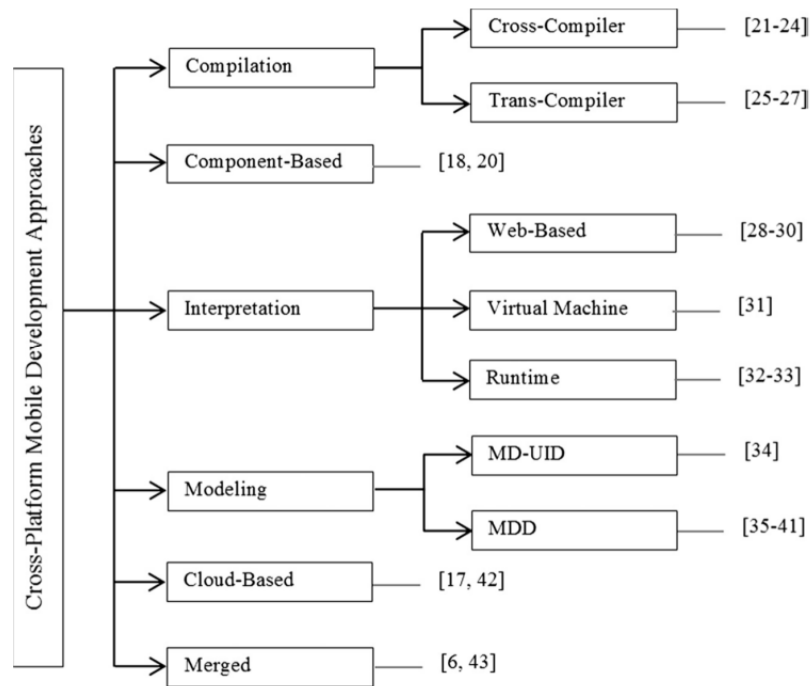 Cross-Platform Mobile Development Approaches
Compilation
Cross-Compiler
[21-24]
Trans-Compiler
[25-27]
Component-Based
[18, 20]
Interpretation
Web-Based
[28-30]
Virtual Machine
[31]
Runtime
[32-33]
Modeling
MD-UID
[34]
MDD
[35-41]
Cloud-Based
[17, 42]
Merged
[6, 43]